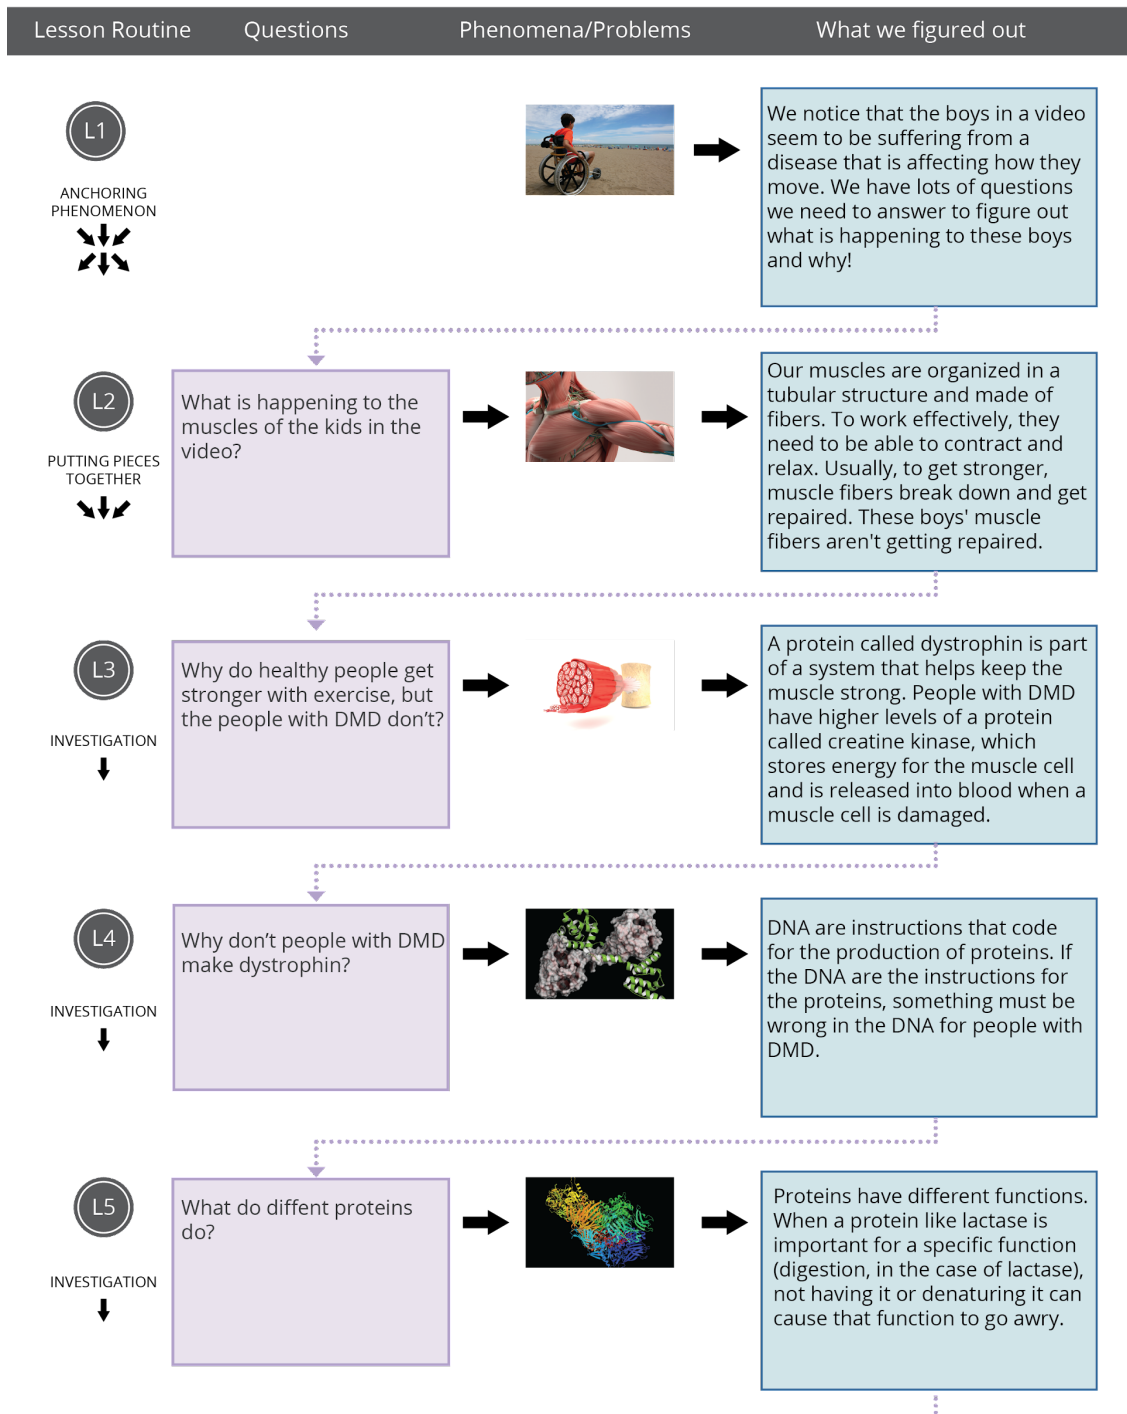 Lesson Routine
Questions
Phenomena/Problems
What we figured out
L1
ANCHORING
PHENOMENON
We notice that the boys in a video
seem to be suffering from a
disease that is affecting how they
move. We have lots of questions
we need to answer to figure out
what is happening to these boys
and why!
L2
PUTTING PIECES
TOGETHER
What is happening to the
muscles of the kids in the
video?
Our muscles are organized in a
tubular structure and made of
fibers. To work effectively, they
need to be able to contract and
relax. Usually, to get stronger,
muscle fibers break down and get
repaired. These boys' muscle
fibers aren't getting repaired.
L3
INVESTIGATION
Why do healthy people get
stronger with exercise, but
the people with DMD don’t?
A protein called dystrophin is part
of a system that helps keep the
muscle strong. People with DMD
have higher levels of a protein
called creatine kinase, which
stores energy for the muscle cell
and is released into blood when a
muscle cell is damaged.
L4
INVESTIGATION
Why don’t people with DMD
make dystrophin?
DNA are instructions that code
for the production of proteins. If
the DNA are the instructions for
the proteins, something must be
wrong in the DNA for people with
DMD.
L5
INVESTIGATION
What do diffent proteins
do?
Proteins have different functions.
When a protein like lactase is
important for a specific function
(digestion, in the case of lactase),
not having it or denaturing it can
cause that function to go awry.